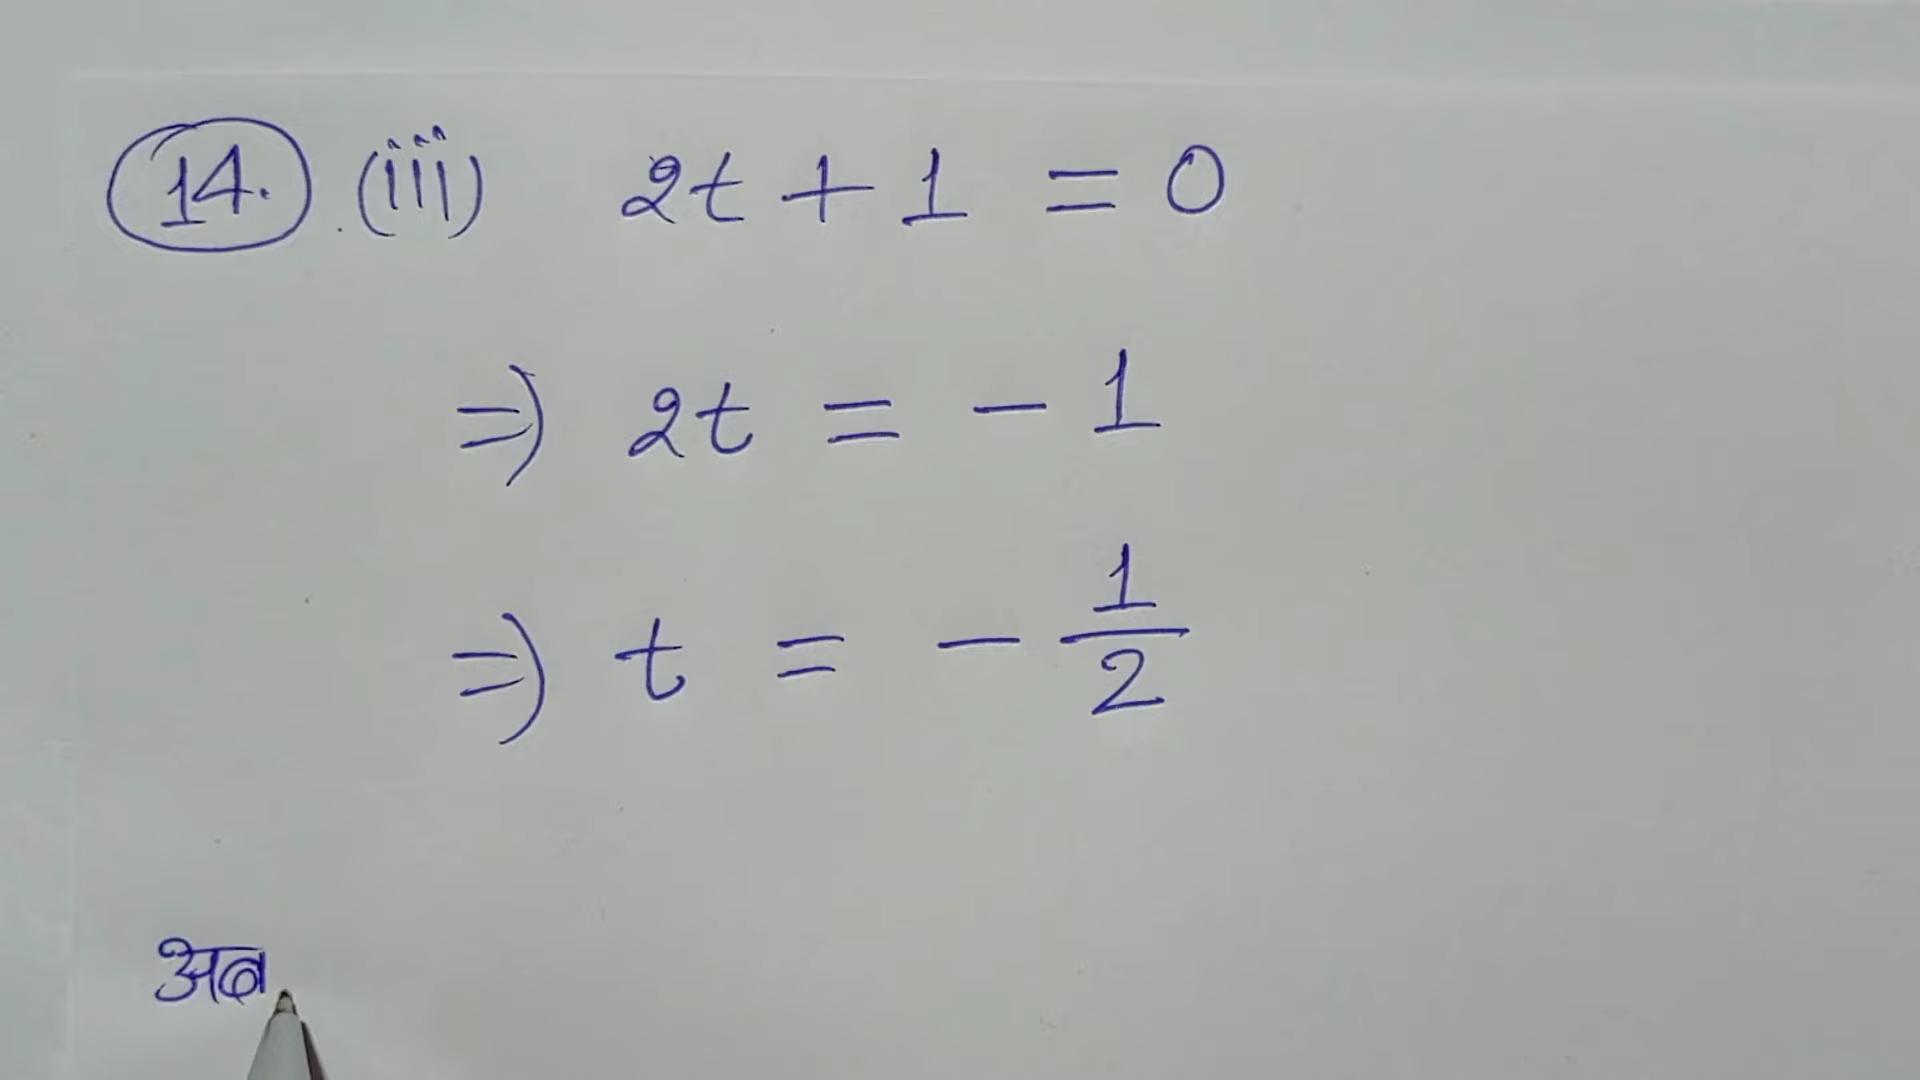 14. (iii) 2t + 1 = 0
⇒ 2t = - 1
⇒ t = - 1/2
अब